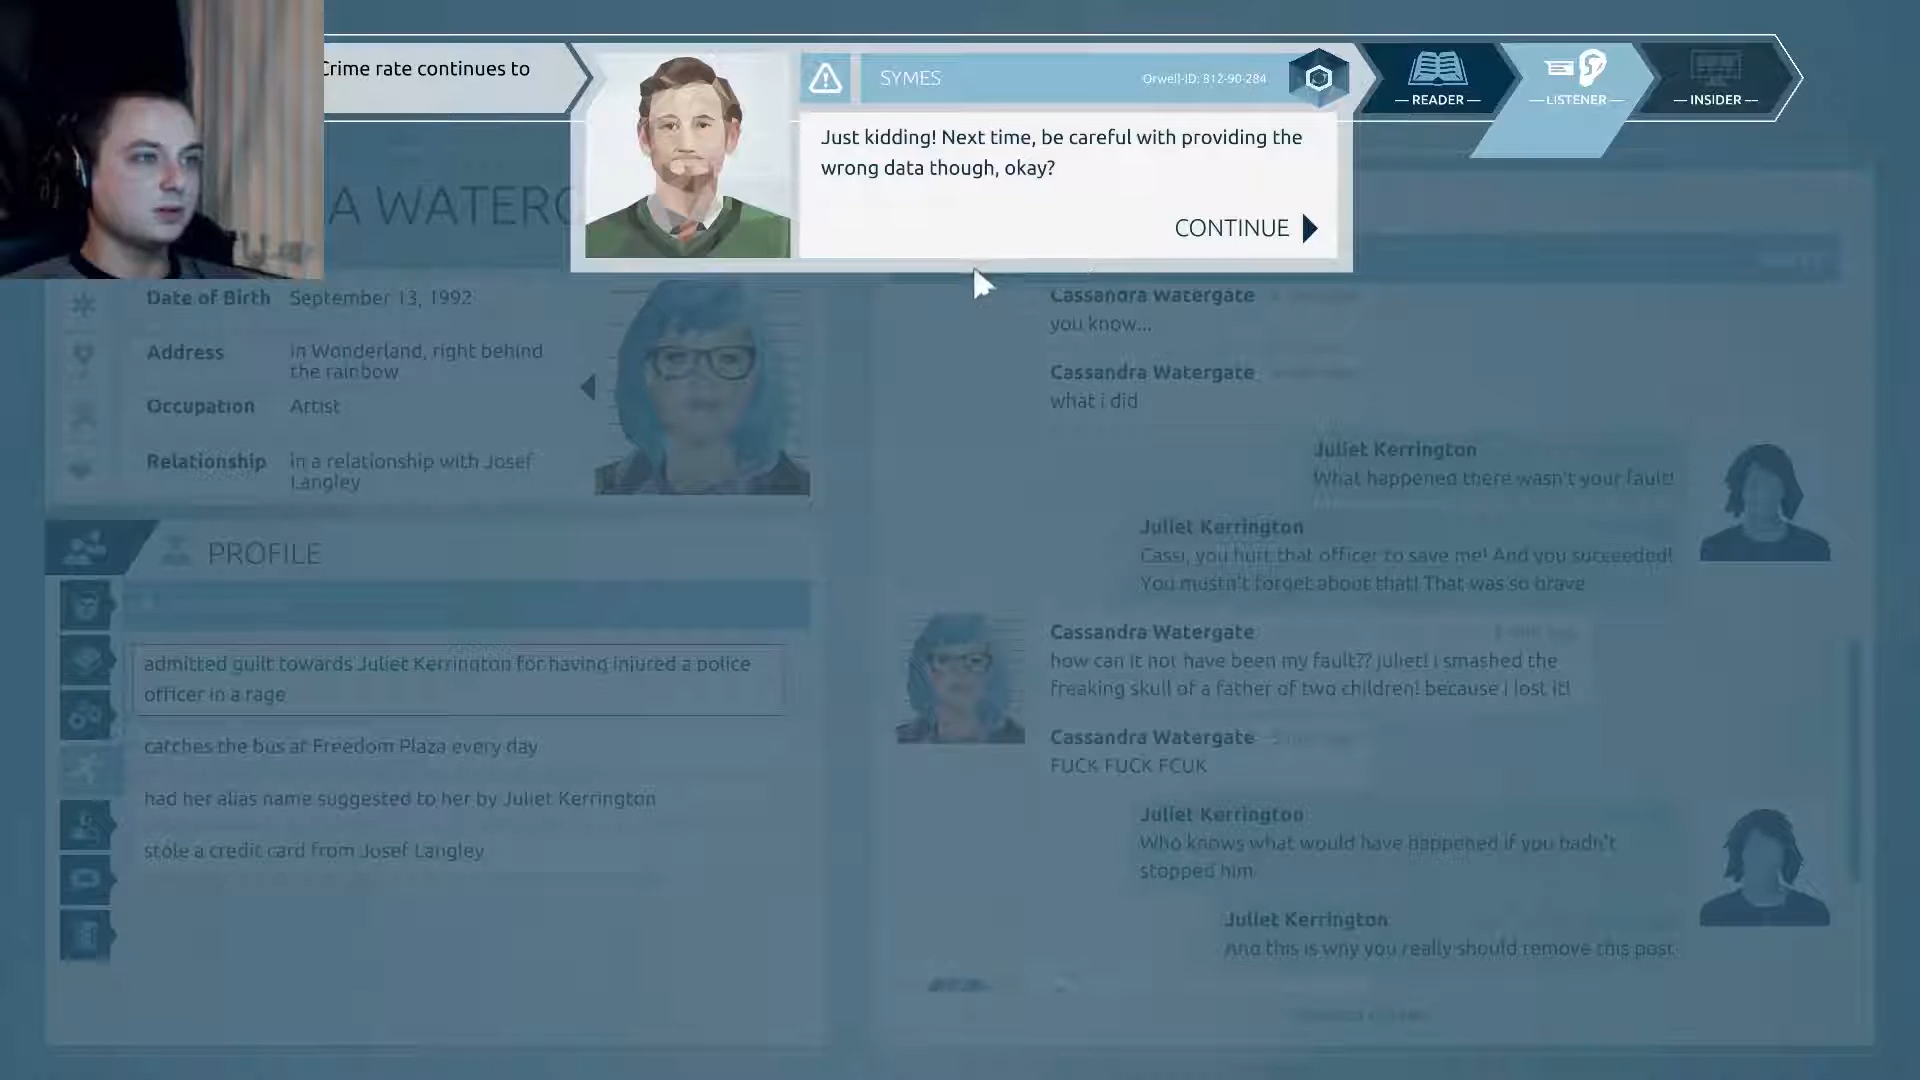 Crime rate continues to
SYMES
Orwell-ID: 812-90-284
Just kidding! Next time, be careful with providing the
wrong data though, okay?
CONTINUE
READER
LISTENER
INSIDER
A WATERG
Date of Birth September 13, 1992
Address in Wonderland, right behind
the rainbow
Occupation Artist
Relationship in a relationship with Josef
Langley
PROFILE
admitted guilt towards Juliet Kerrington for having injured a police
officer in a rage
catches the bus at Freedom Plaza every day
had her alias name suggested to her by Juliet Kerrington
stole a credit card from Josef Langley
Cassandra Watergate
you know...
Cassandra Watergate
what i did
Juliet Kerrington
What happened there wasn't your fault!
Juliet Kerrington
Cassi, you hurt that officer to save me! And you succeeded!
You mustn't forget about that! That was so brave
Cassandra Watergate
how can it not have been my fault?? juliet! i smashed the
freaking skull of a father of two children! because i lost it!
Cassandra Watergate
FUCK FUCK FCUK
Juliet Kerrington
Who knows what would have happened if you hadn't
stopped him
Juliet Kerrington
And this is why you really should remove this post